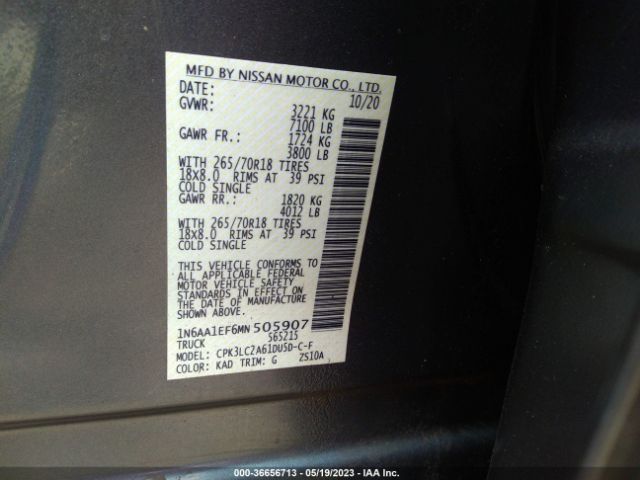 MFD BY NISSAN MOTOR CO., LTD.
DATE: 10/20
GVWR: 3221 KG
7100 LB
GAWR FR.: 1724 KG
3800 LB
WITH 265/70R18 TIRES
18X8.0 RIMS AT 39 PSI
COLD SINGLE
GAWR RR.: 1820 KG
4012 LB
WITH 265/70R18 TIRES
18X8.0 RIMS AT 39 PSI
COLD SINGLE
THIS VEHICLE CONFORMS TO
ALL APPLICABLE FEDERAL
MOTOR VEHICLE SAFETY
STANDARDS IN EFFECT ON
THE DATE OF MANUFACTURE
SHOWN ABOVE.
1N6AA1EF6MN505907
TRUCK 565215
MODEL: CPK3LC2A61DU5D-C-F
COLOR: KAD TRIM: G ZS10A
000-36656713 - 05/19/2023 - IAA Inc.